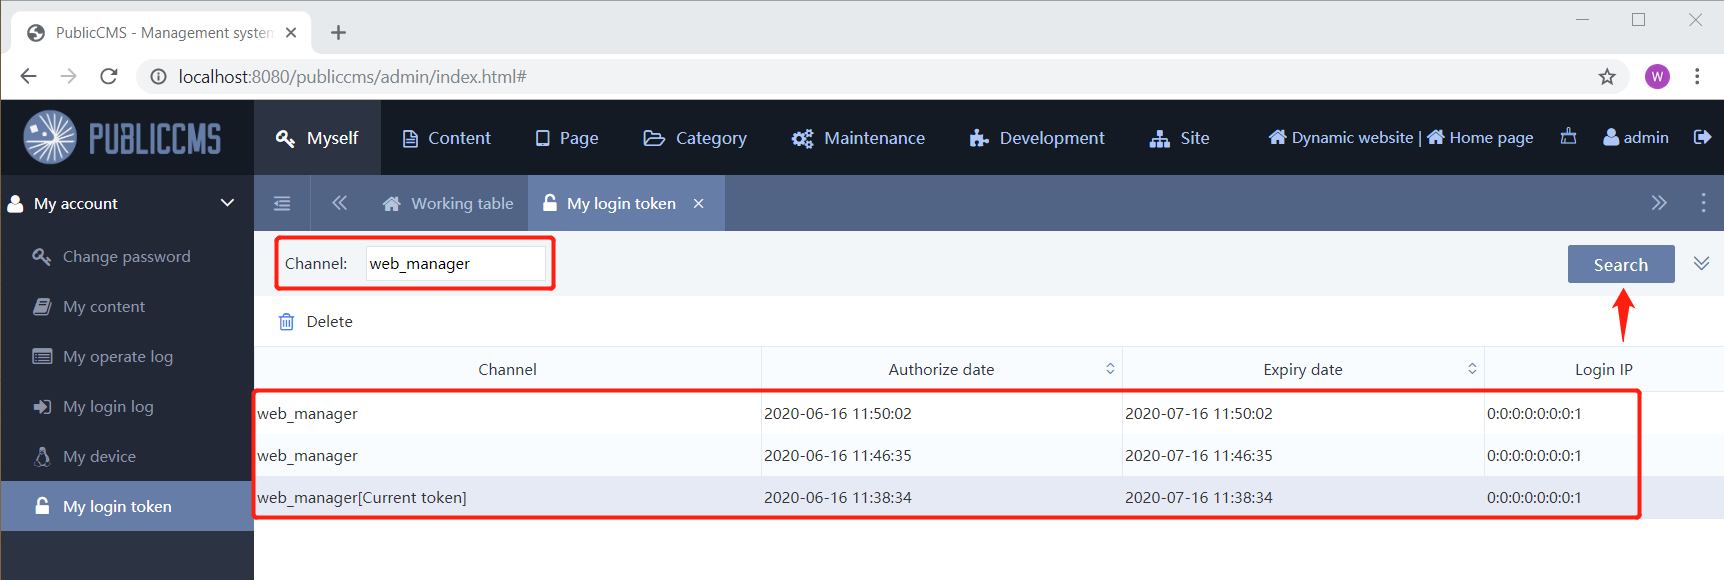 PublicCMS - Management system
localhost:8080/publiccms/admin/index.html#
W
PUBLICCMS
Myself
Content
Page
Category
Maintenance
Development
Site
Dynamic website | Home page
admin
My account
Working table
My login token
Change password
My content
My operate log
My login log
My device
My login token
Channel: web_manager
Search
Delete
Channel Authorize date Expiry date Login IP
web_manager 2020-06-16 11:50:02 2020-07-16 11:50:02 0:0:0:0:0:0:0:1
web_manager 2020-06-16 11:46:35 2020-07-16 11:46:35 0:0:0:0:0:0:0:1
web_manager[Current token] 2020-06-16 11:38:34 2020-07-16 11:38:34 0:0:0:0:0:0:0:1